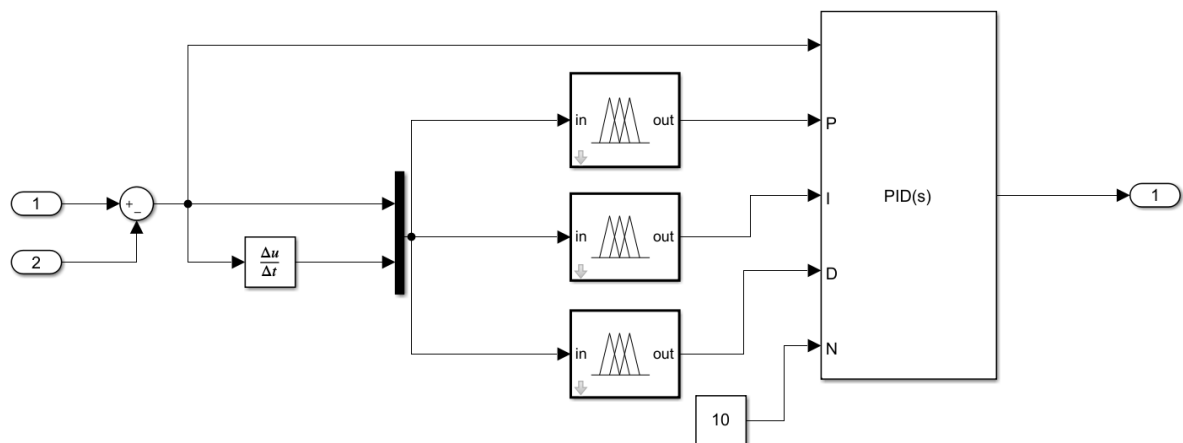 in out
P
1
+
−
in out
I
PID(s)
1
2
Δu
Δt
D
in out
N
10